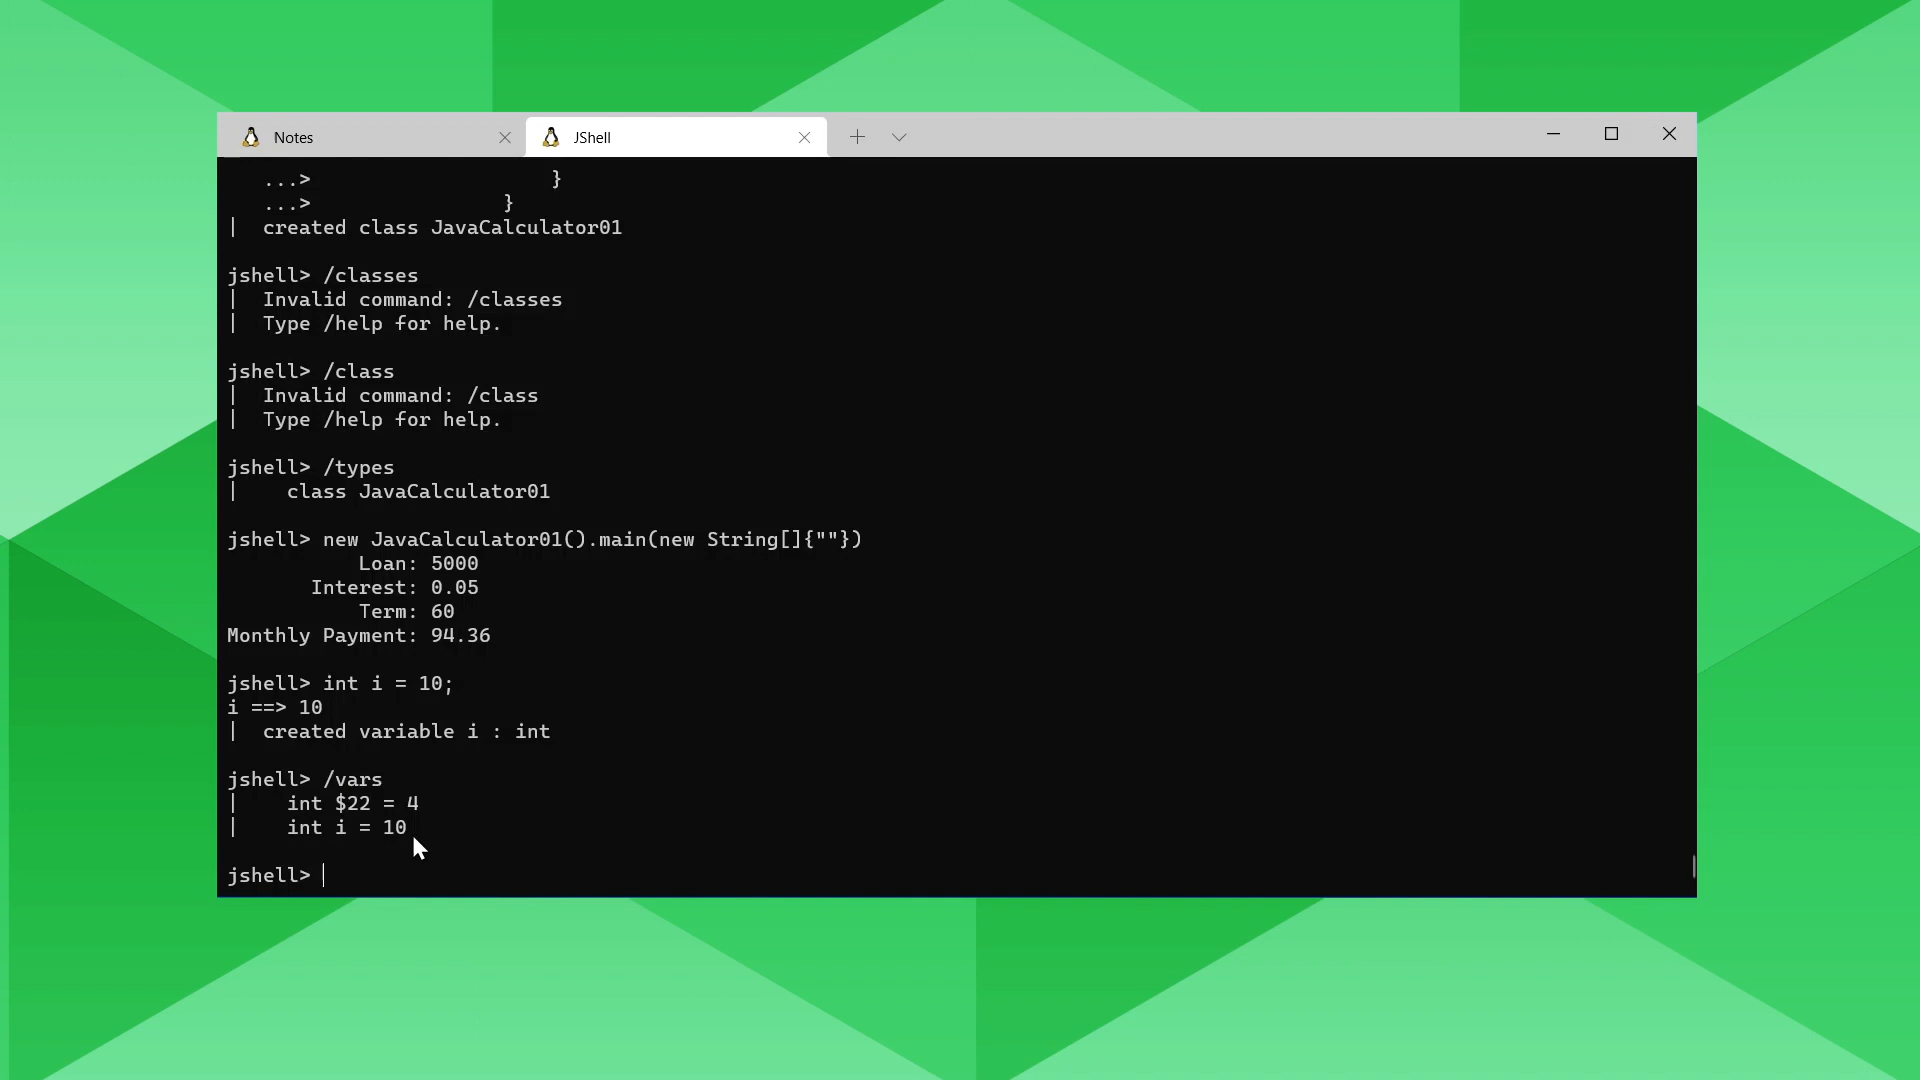 Notes
JShell
...> }
...> }
| created class JavaCalculator01
jshell> /classes
| Invalid command: /classes
| Type /help for help.
jshell> /class
| Invalid command: /class
| Type /help for help.
jshell> /types
| class JavaCalculator01
jshell> new JavaCalculator01().main(new String[]{""})
Loan: 5000
Interest: 0.05
Term: 60
Monthly Payment: 94.36
jshell> int i = 10;
i ==> 10
| created variable i : int
jshell> /vars
| int $22 = 4
| int i = 10
jshell>